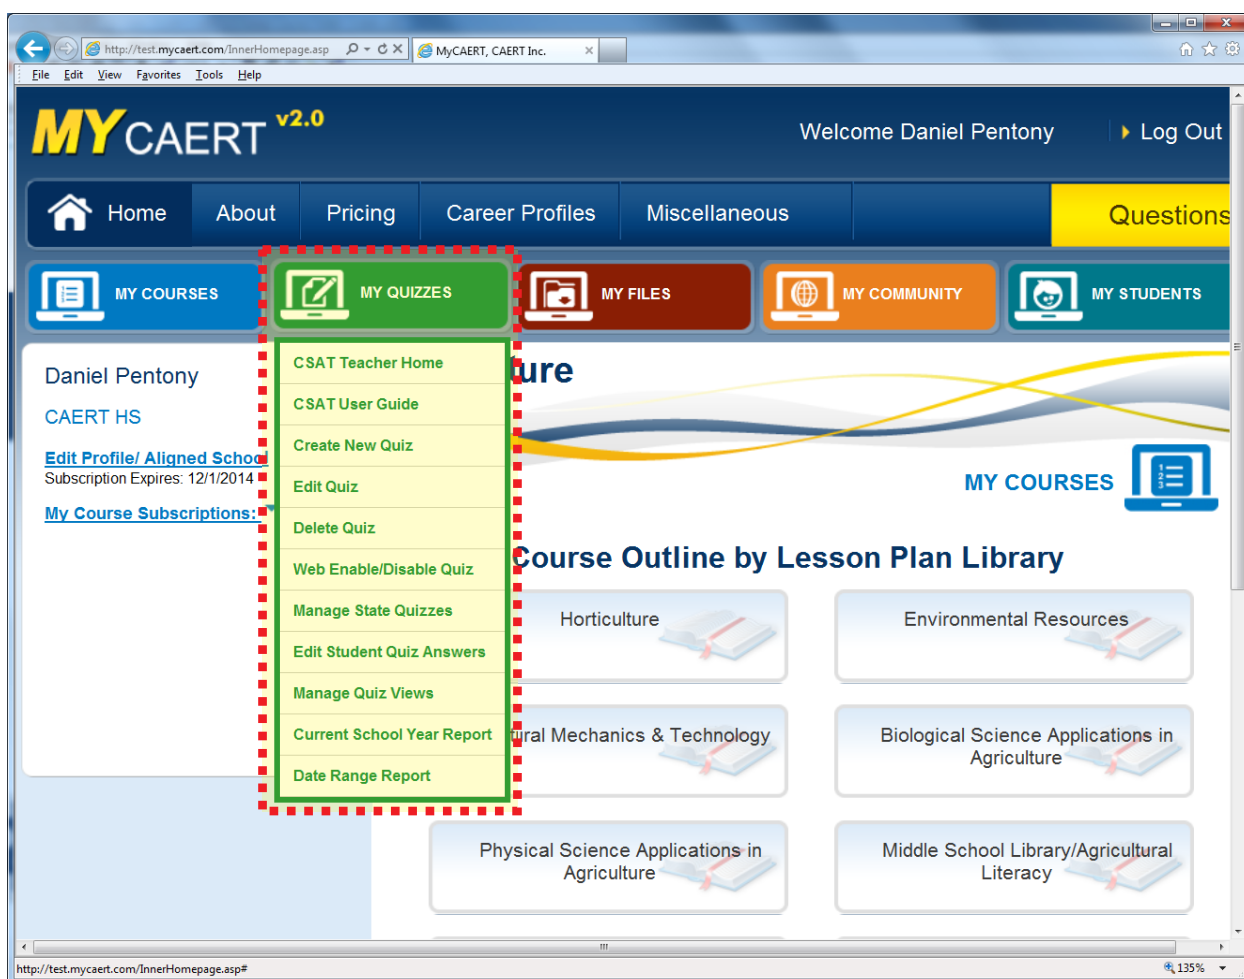 http://test.mycaert.com/InnerHomepage.asp
MyCAERT, CAERT Inc.
File Edit View Favorites Tools Help
MYCAERT v2.0
Welcome Daniel Pentony
Log Out
Home About Pricing Career Profiles Miscellaneous Questions
MY COURSES MY QUIZZES MY FILES MY COMMUNITY MY STUDENTS
Daniel Pentony
CAERT HS
Edit Profile/ Aligned School
Subscription Expires: 12/1/2014
My Course Subscriptions:
CSAT Teacher Home
CSAT User Guide
Create New Quiz
Edit Quiz
Delete Quiz
Web Enable/Disable Quiz
Manage State Quizzes
Edit Student Quiz Answers
Manage Quiz Views
Current School Year Report
Date Range Report
ture
MY COURSES
Course Outline by Lesson Plan Library
Horticulture
Environmental Resources
tural Mechanics & Technology
Biological Science Applications in
Agriculture
Physical Science Applications in
Agriculture
Middle School Library/Agricultural
Literacy
http://test.mycaert.com/InnerHomepage.asp#
135%